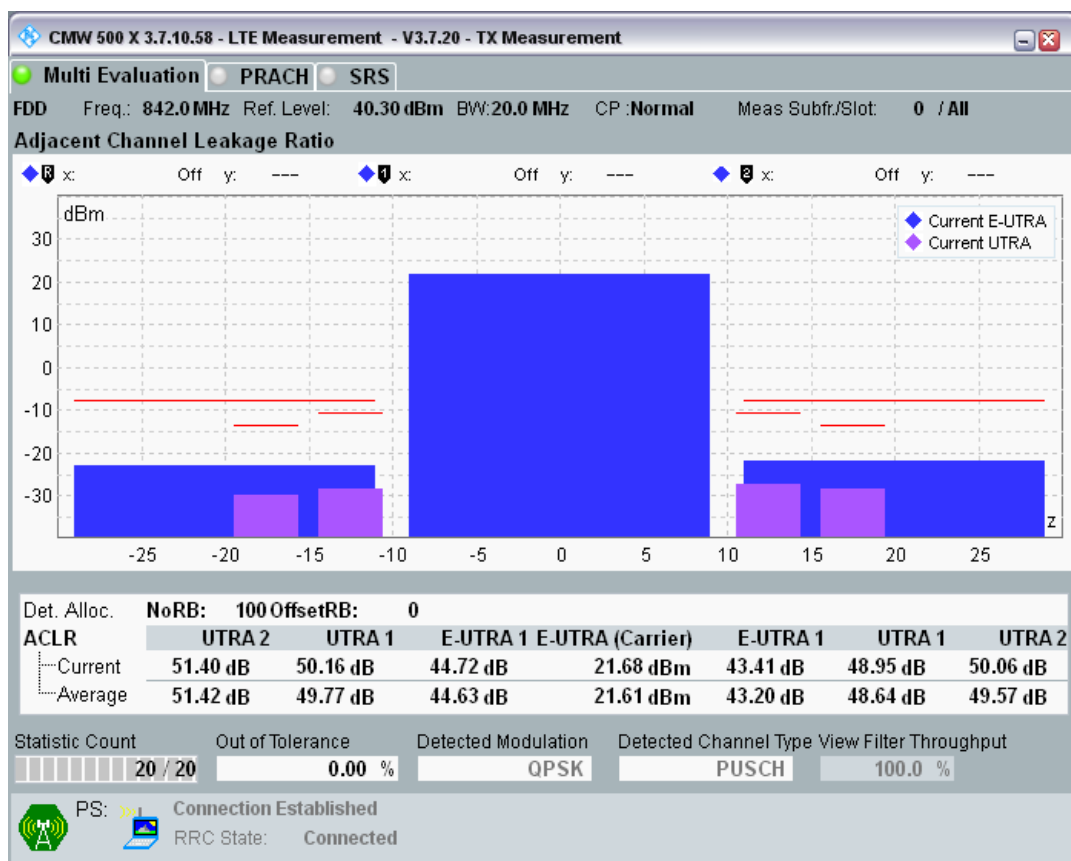 CMW 500 X 3.7.10.58 - LTE Measurement - V3.7.20 - TX Measurement
Multi Evaluation PRACH SRS
FDD Freq.: 842.0 MHz Ref. Level: 40.30 dBm BW:20.0 MHz CP :Normal Meas Subfr./Slot: 0 / All
Adjacent Channel Leakage Ratio
R x: Off y: --- 1 x: Off y: --- 2 x: Off y: ---
dBm
Current E-UTRA
Current UTRA
30
20
10
0
-10
-20
-30
z
-25 -20 -15 -10 -5 0 5 10 15 20 25
Det. Alloc. NoRB: 100 OffsetRB: 0
ACLR UTRA 2 UTRA 1 E-UTRA 1 E-UTRA (Carrier) E-UTRA 1 UTRA 1 UTRA 2
Current 51.40 dB 50.16 dB 44.72 dB 21.68 dBm 43.41 dB 48.95 dB 50.06 dB
Average 51.42 dB 49.77 dB 44.63 dB 21.61 dBm 43.20 dB 48.64 dB 49.57 dB
Statistic Count Out of Tolerance Detected Modulation Detected Channel Type View Filter Throughput
20 / 20 0.00 % QPSK PUSCH 100.0 %
PS: Connection Established
RRC State: Connected